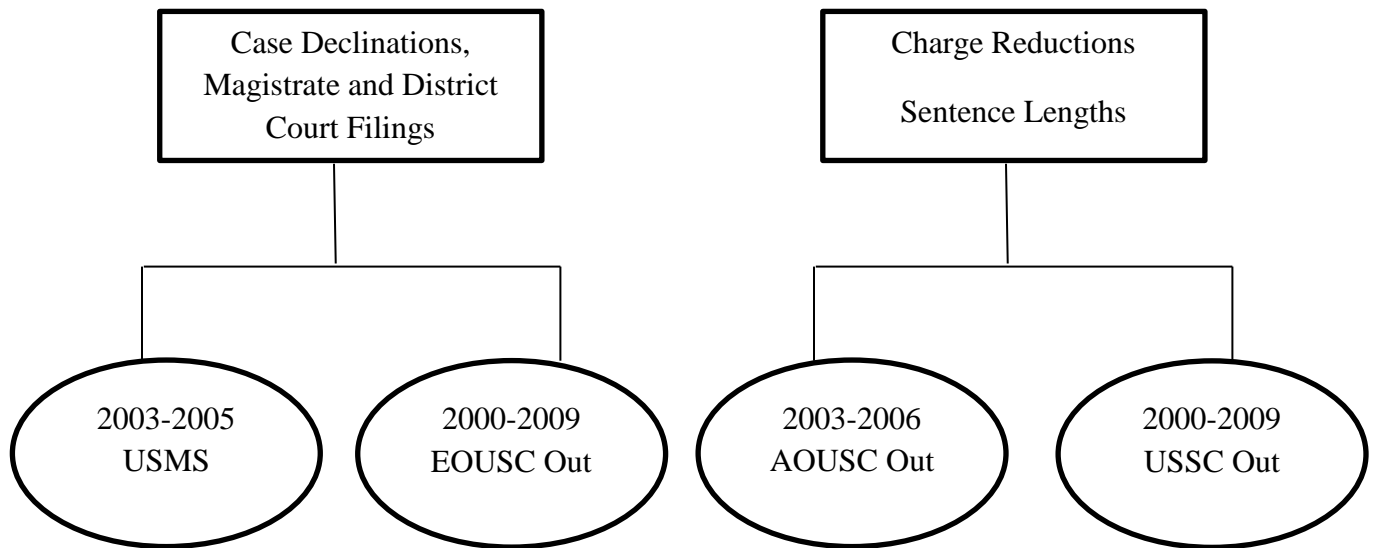 Case Declinations,
Magistrate and District
Court Filings
Charge Reductions
Sentence Lengths
2003-2005
USMS
2000-2009
EOUSC Out
2003-2006
AOUSC Out
2000-2009
USSC Out